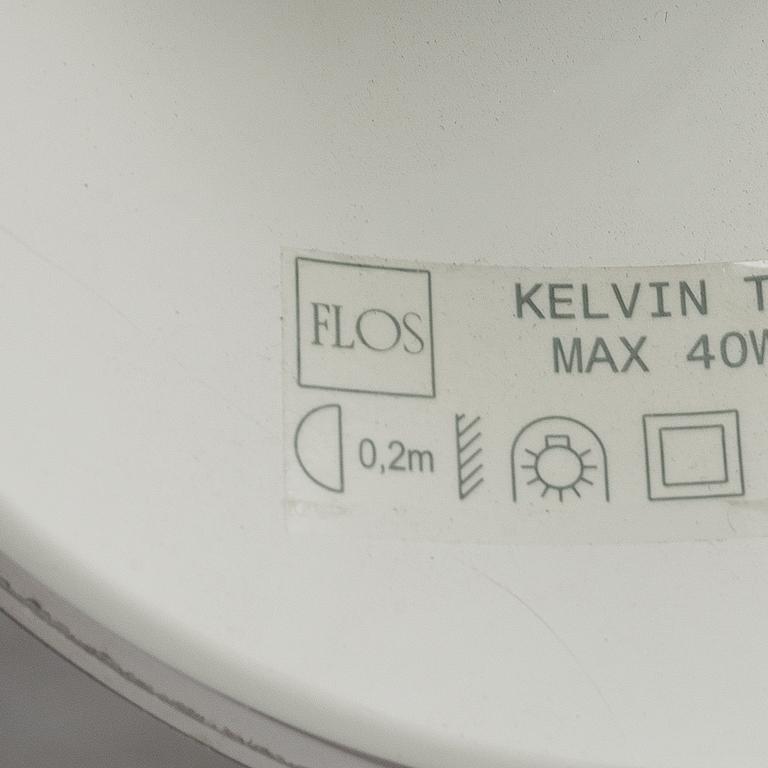 FLOS
KELVIN T
MAX 40W
0,2m